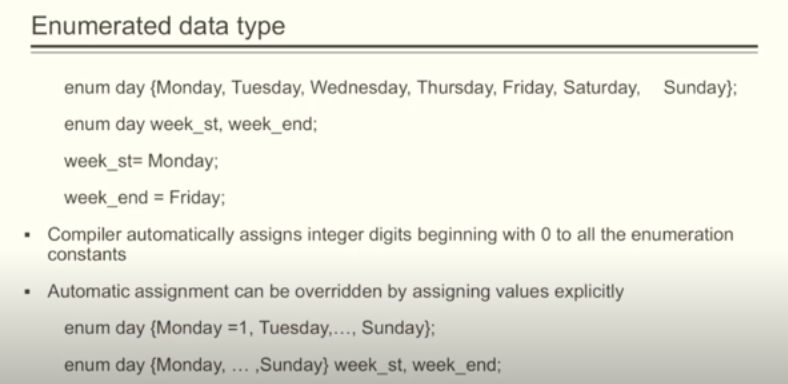 Enumerated data type
enum day {Monday, Tuesday, Wednesday, Thursday, Friday, Saturday, Sunday};
enum day week_st, week_end;
week_st= Monday;
week_end = Friday;
▪ Compiler automatically assigns integer digits beginning with 0 to all the enumeration
constants
▪ Automatic assignment can be overridden by assigning values explicitly
enum day {Monday =1, Tuesday,..., Sunday};
enum day {Monday, ... ,Sunday} week_st, week_end;